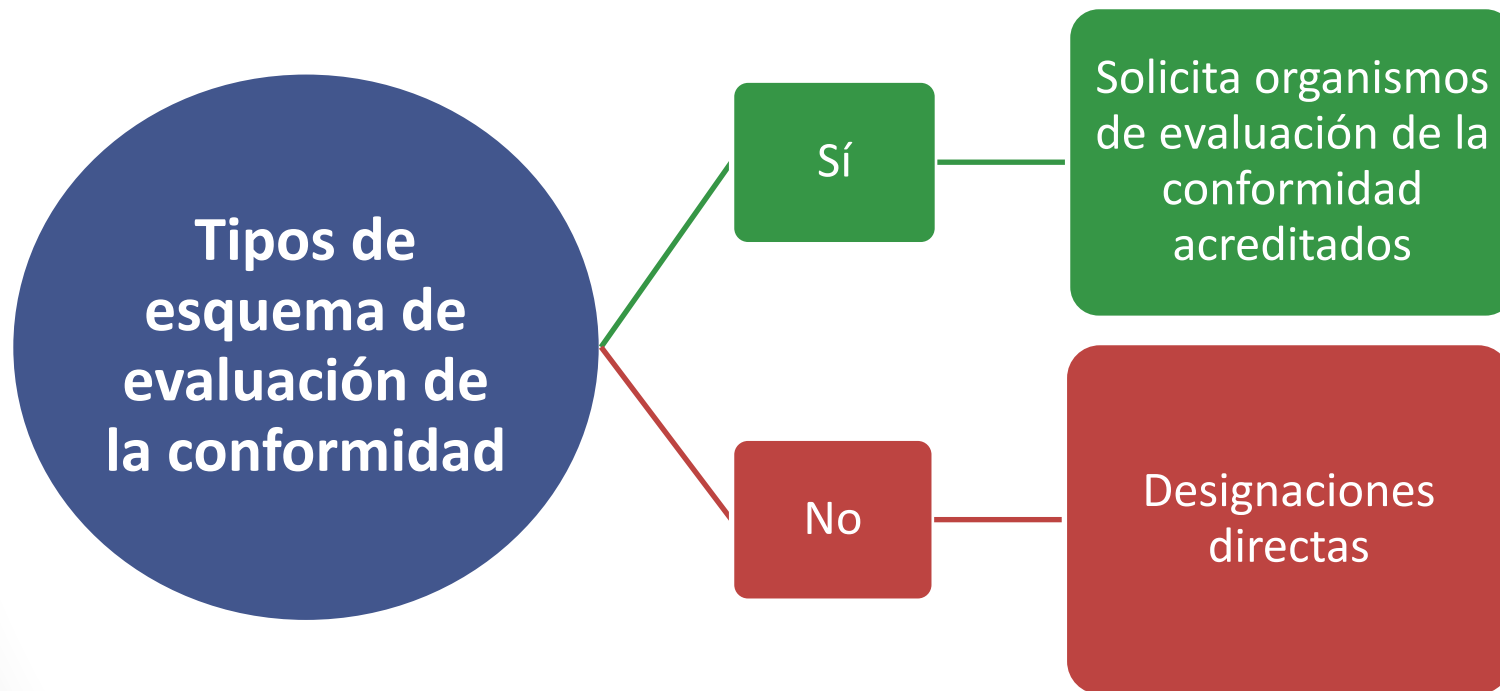 Tipos de
esquema de
evaluación de
la conformidad
Sí
Solicita organismos
de evaluación de la
conformidad
acreditados
No
Designaciones
directas